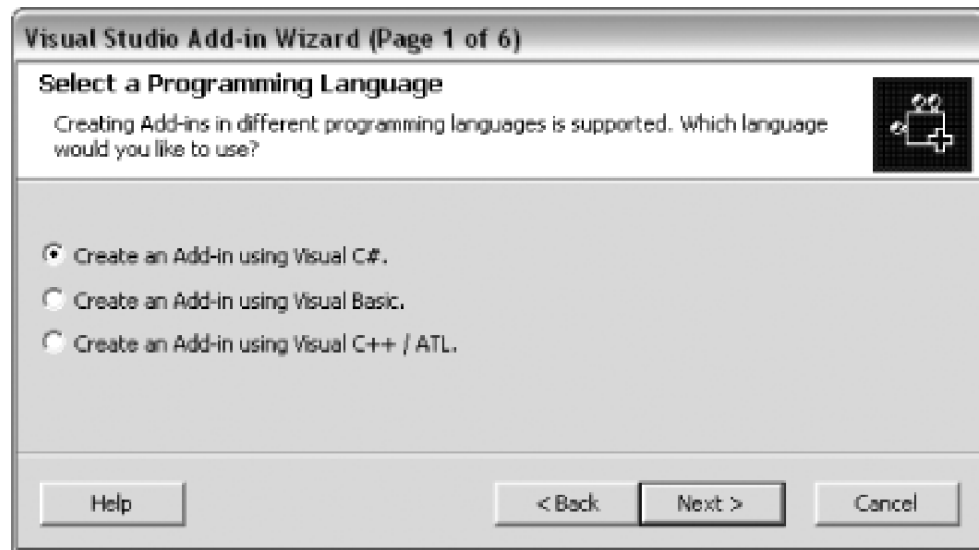 Visual Studio Add-in Wizard (Page 1 of 6)
Select a Programming Language
Creating Add-ins in different programming languages is supported. Which language
would you like to use?
Create an Add-in using Visual C#.
Create an Add-in using Visual Basic.
Create an Add-in using Visual C++ / ATL.
Help
< Back
Next >
Cancel